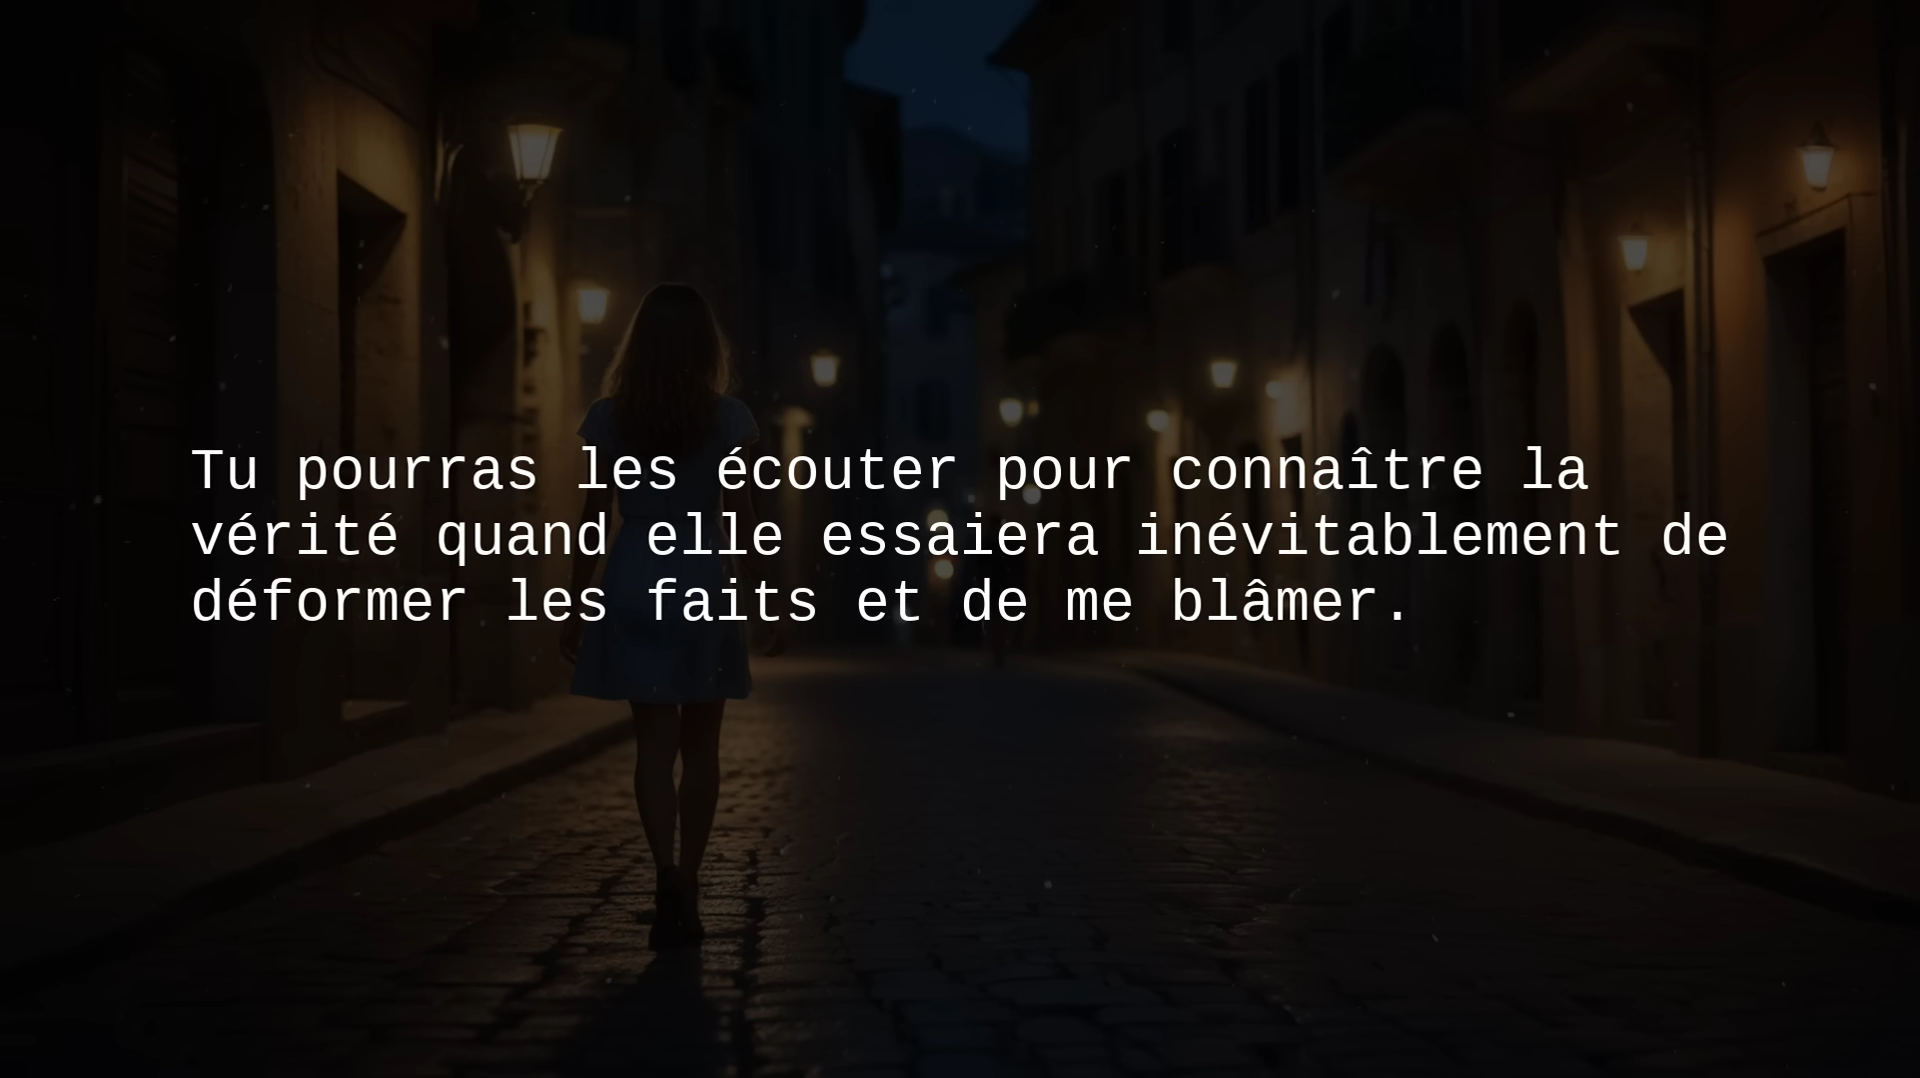 Tu pourras les écouter pour connaître la
vérité quand elle essaiera inévitablement de
déformer les faits et de me blâmer.